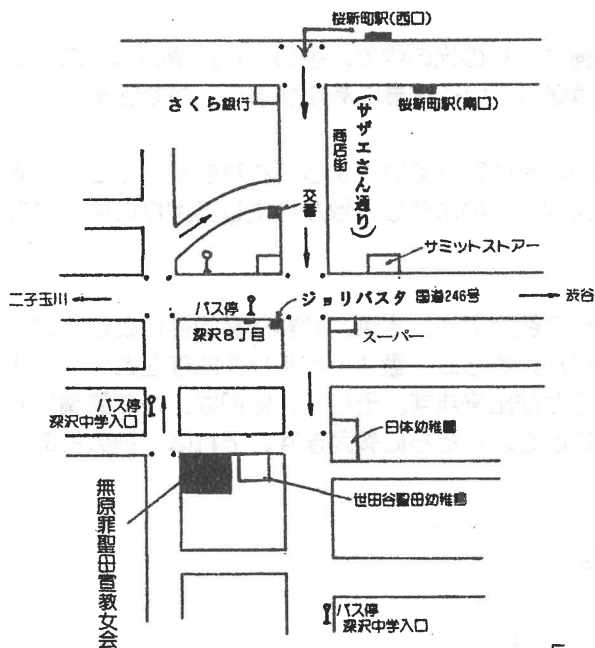 桜新町駅(西口)
さくら銀行
桜新町駅(南口)
商店街
(サザエさん通り)
交番
サミットストアー
二子玉川
バス停
深沢8丁目
ジョリパスタ
国道246号
渋谷
スーパー
バス停
深沢中学入口
日体幼稚園
世田谷聖母幼稚園
無原罪聖母宣教女会
バス停
深沢中学入口